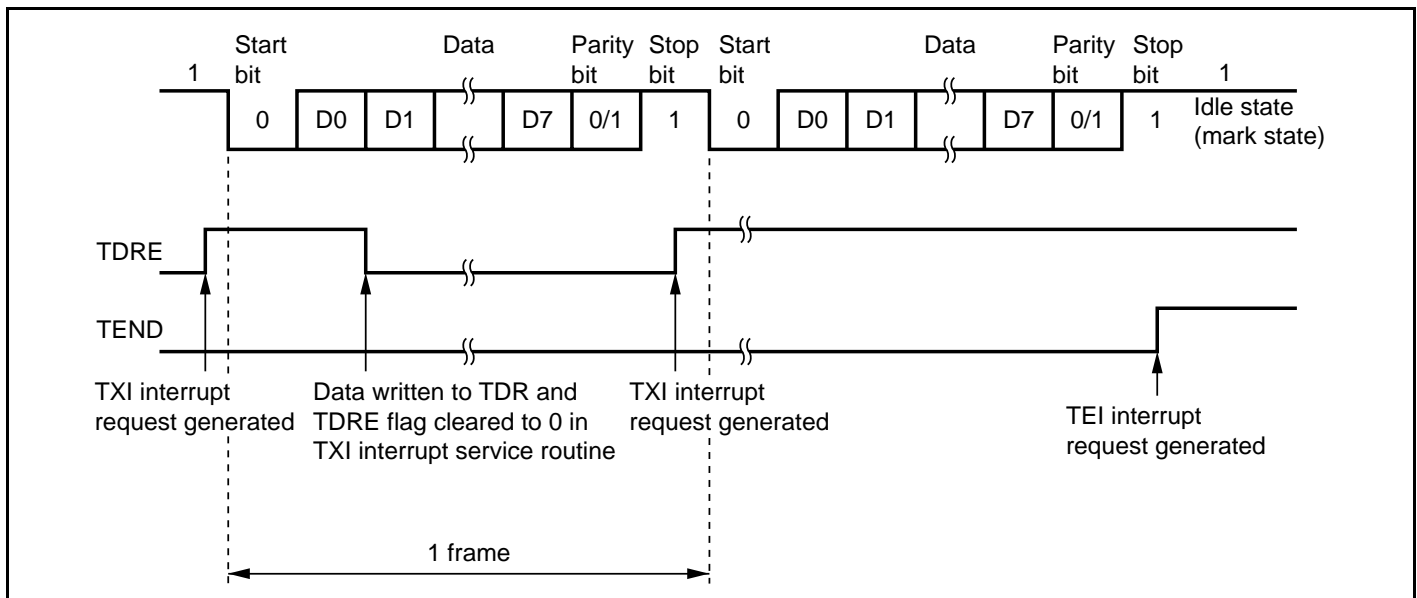 Start bit Data Parity bit Stop bit Start bit Data Parity bit Stop bit
1 1
0 D0 D1 D7 0/1 1 0 D0 D1 D7 0/1 1 Idle state (mark state)
TDRE
TEND
TXI interrupt
request generated
Data written to TDR and
TDRE flag cleared to 0 in
TXI interrupt service routine
TXI interrupt
request generated
TEI interrupt
request generated
1 frame